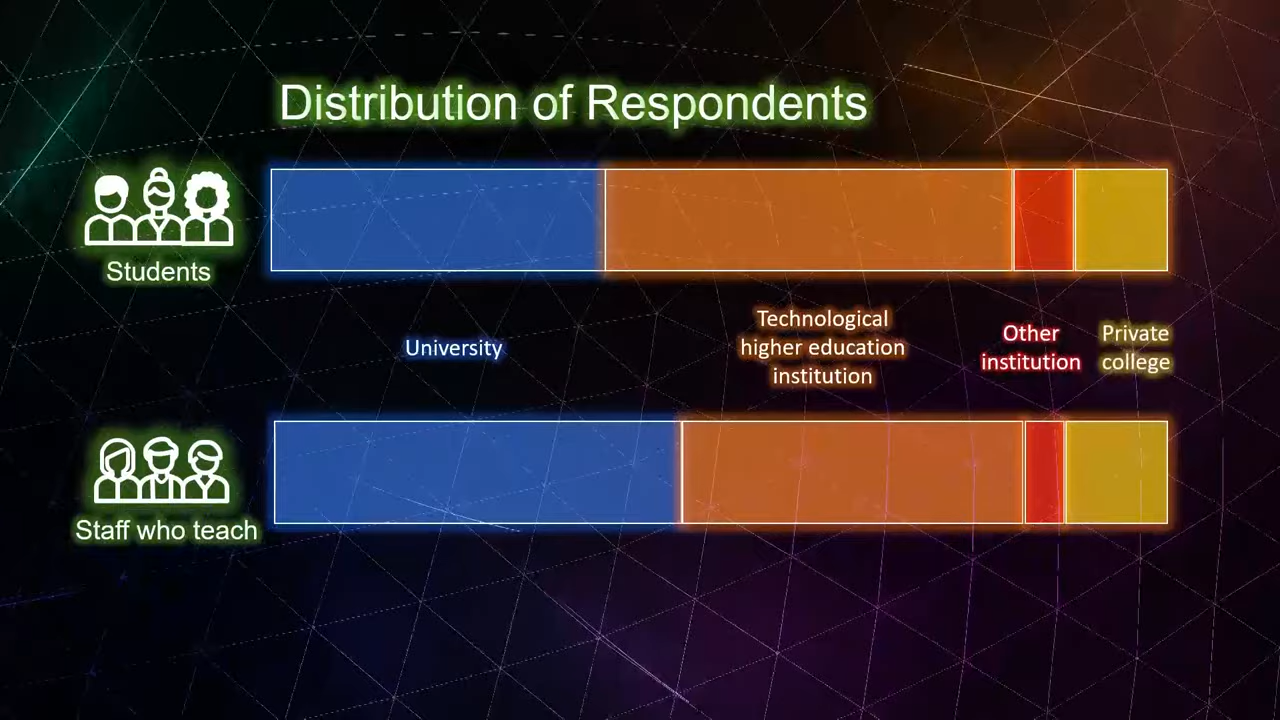 Distribution of Respondents
Students
University
Technological
higher education
institution
Other
institution
Private
college
Staff who teach